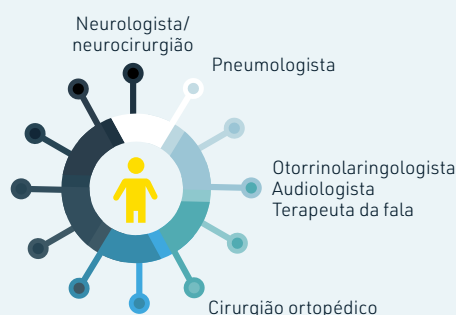 Neurologista/
neurocirurgião
Pneumologista
Otorrinolaringologista
Audiologista
Terapeuta da fala
Cirurgião ortopédico